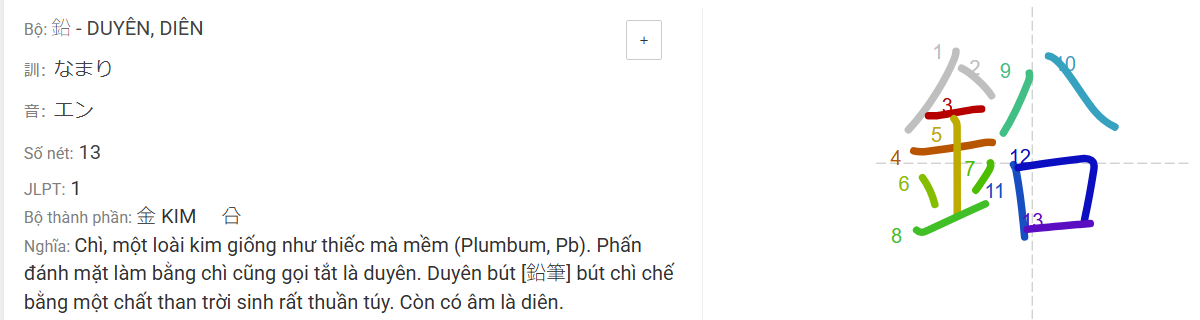 Bộ: 鉛 - DUYÊN, DIÊN
+
訓: なまり
音: エン
Số nét: 13
JLPT: 1
Bộ thành phần: 金 KIM 㕣
Nghĩa: Chì, một loài kim giống như thiếc mà mềm (Plumbum, Pb). Phấn
đánh mặt làm bằng chì cũng gọi tắt là duyên. Duyên bút [鉛筆] bút chì chế
bằng một chất than trời sinh rất thuần túy. Còn có âm là diên.
鉛
1
2
9
10
3
5
4
12
7
6
11
13
8